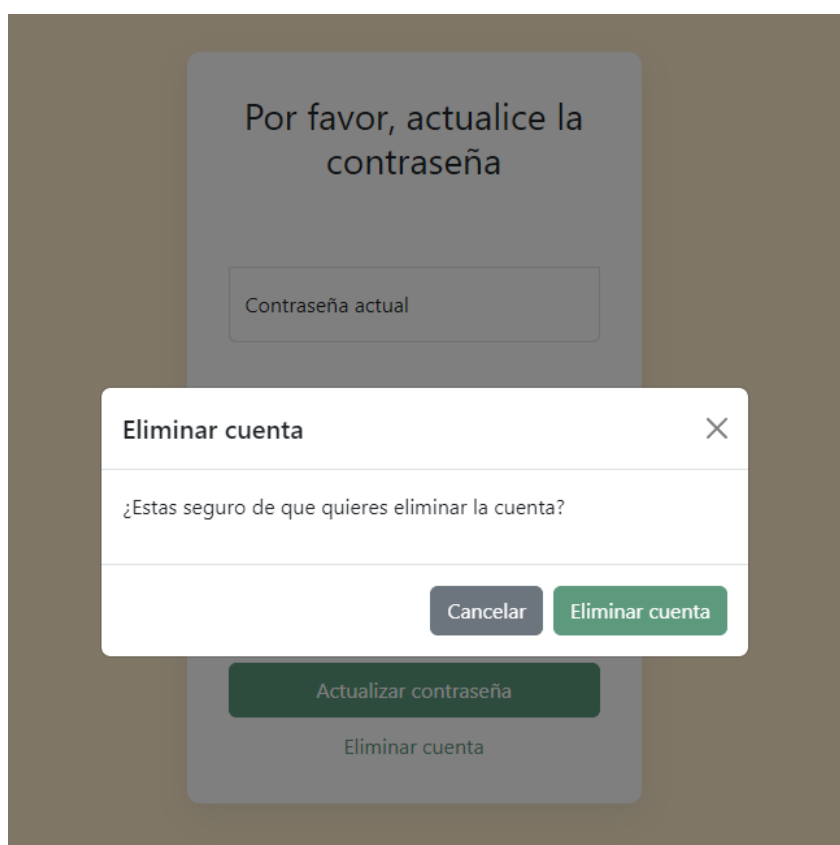 Por favor, actualice la
contraseña
Contraseña actual
Eliminar cuenta
¿Estas seguro de que quieres eliminar la cuenta?
Cancelar
Eliminar cuenta
Actualizar contraseña
Eliminar cuenta